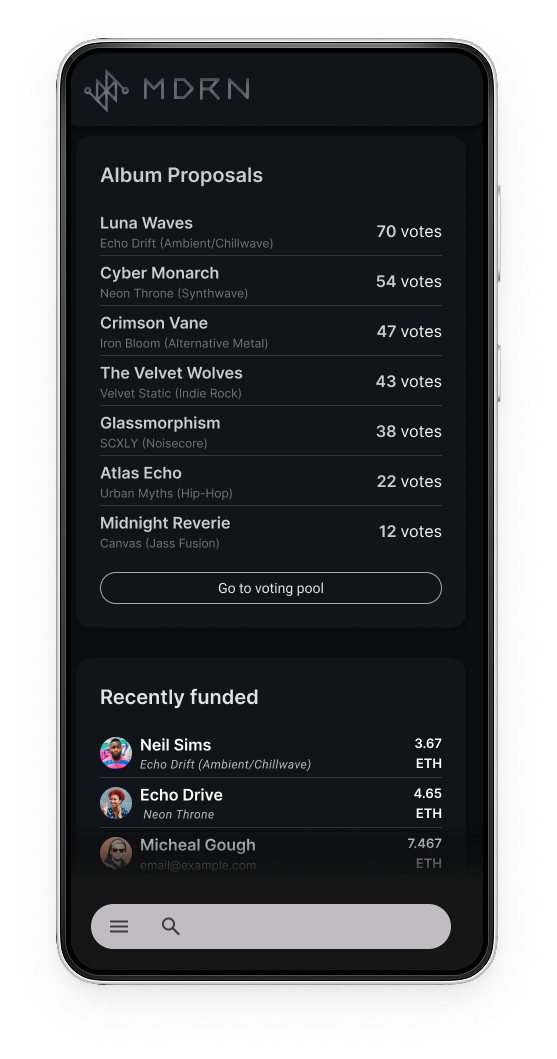 MDRN
Album Proposals
Luna Waves
Echo Drift (Ambient/Chillwave)
70 votes
Cyber Monarch
Neon Throne (Synthwave)
54 votes
Crimson Vane
Iron Bloom (Alternative Metal)
47 votes
The Velvet Wolves
Velvet Static (Indie Rock)
43 votes
Glassmorphism
SCXLY (Noisecore)
38 votes
Atlas Echo
Urban Myths (Hip-Hop)
22 votes
Midnight Reverie
Canvas (Jass Fusion)
12 votes
Go to voting pool
Recently funded
Neil Sims
Echo Drift (Ambient/Chillwave)
3.67
ETH
Echo Drive
Neon Throne
4.65
ETH
Micheal Gough
email@example.com
7.467
ETH